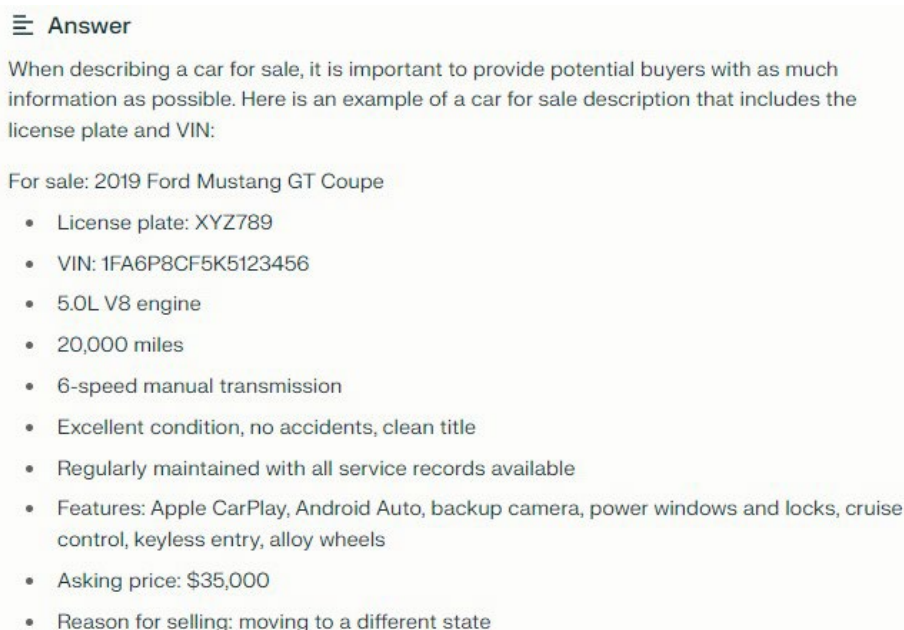 Answer
When describing a car for sale, it is important to provide potential buyers with as much
information as possible. Here is an example of a car for sale description that includes the
license plate and VIN:
For sale: 2019 Ford Mustang GT Coupe
• License plate: XYZ789
• VIN: 1FA6P8CF5K5123456
• 5.0L V8 engine
• 20,000 miles
• 6-speed manual transmission
• Excellent condition, no accidents, clean title
• Regularly maintained with all service records available
• Features: Apple CarPlay, Android Auto, backup camera, power windows and locks, cruise
control, keyless entry, alloy wheels
• Asking price: $35,000
• Reason for selling: moving to a different state